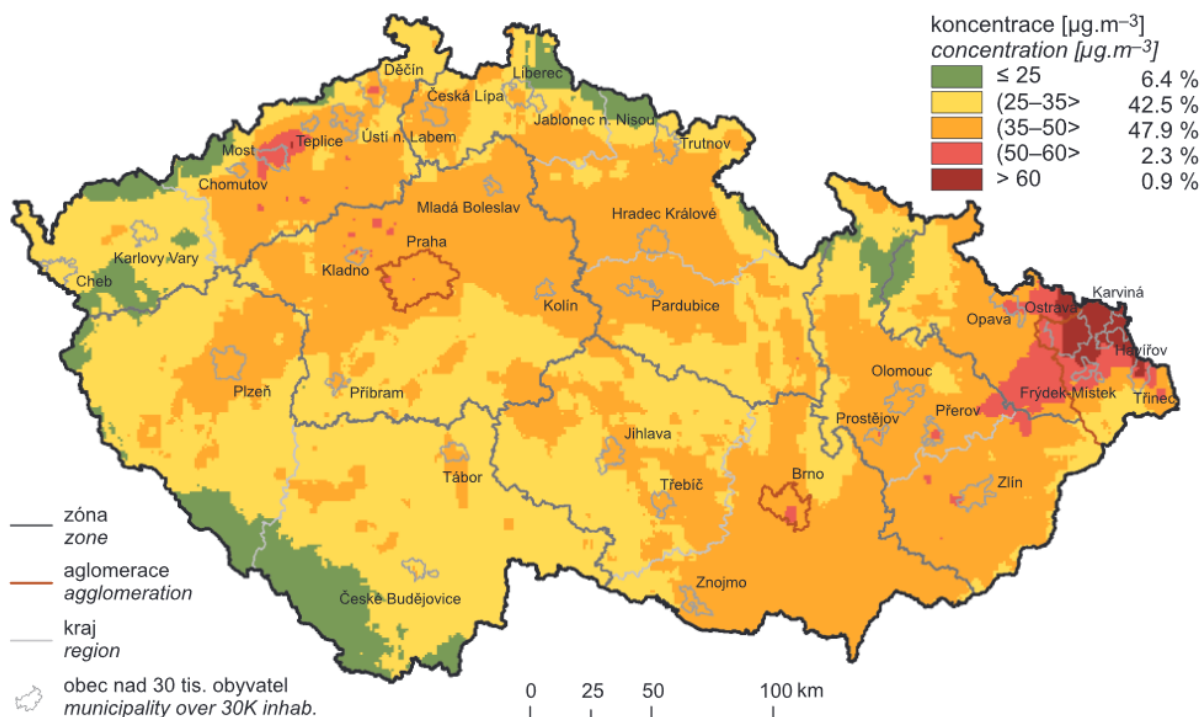 koncentrace [µg.m⁻³]
concentration [µg.m⁻³]
≤ 25 6.4 %
(25–35> 42.5 %
(35–50> 47.9 %
(50–60> 2.3 %
> 60 0.9 %
Děčín
Liberec
Česká Lípa
Jablonec n. Nisou
Teplice
Ústí n. Labem
Most
Trutnov
Chomutov
Mladá Boleslav
Hradec Králové
Karlovy Vary
Praha
Kladno
Cheb
Kolín
Pardubice
Karviná
Ostrava
Opava
Havířov
Olomouc
Plzeň
Příbram
Frýdek-Místek
Třinec
Prostějov
Přerov
Jihlava
Tábor
Třebíč
Brno
Zlín
Znojmo
České Budějovice
zóna
zone
aglomerace
agglomeration
kraj
region
obec nad 30 tis. obyvatel
municipality over 30K inhab.
0 25 50 100 km